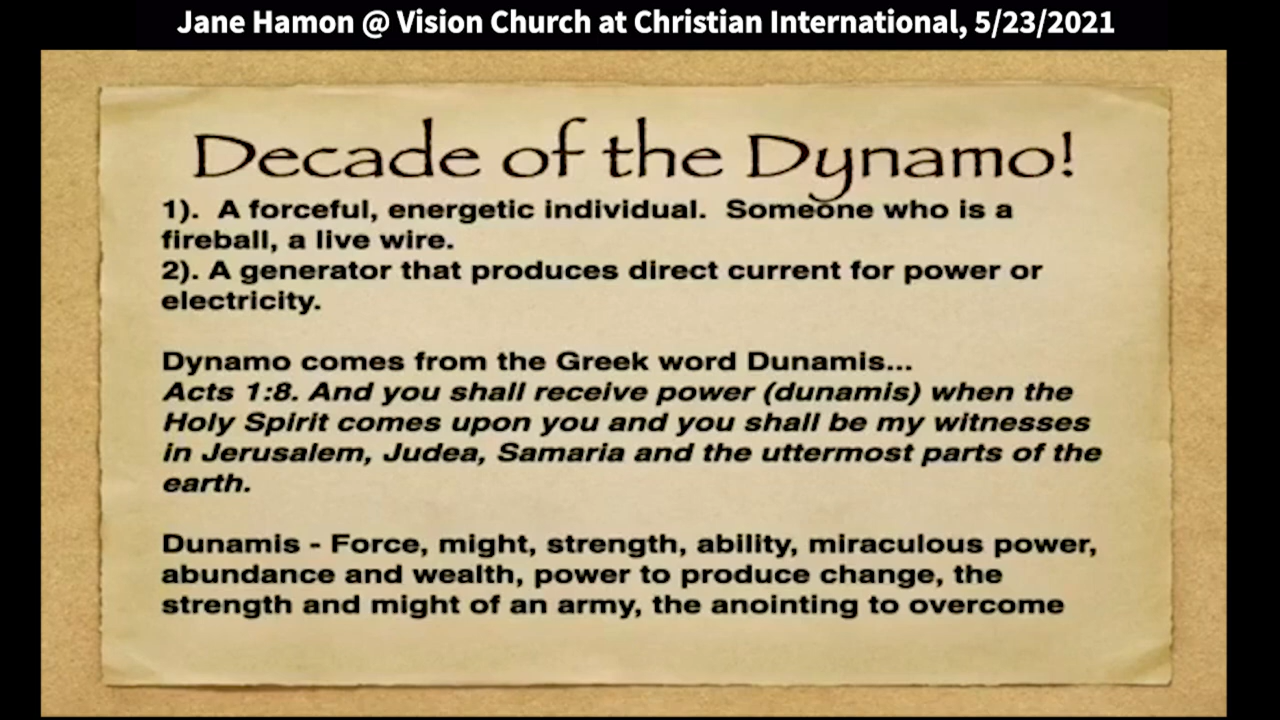 Jane Hamon @ Vision Church at Christian International, 5/23/2021
Decade of the Dynamo!
1). A forceful, energetic individual. Someone who is a
fireball, a live wire.
2). A generator that produces direct current for power or
electricity.
Dynamo comes from the Greek word Dunamis...
Acts 1:8. And you shall receive power (dunamis) when the
Holy Spirit comes upon you and you shall be my witnesses
in Jerusalem, Judea, Samaria and the uttermost parts of the
earth.
Dunamis - Force, might, strength, ability, miraculous power,
abundance and wealth, power to produce change, the
strength and might of an army, the anointing to overcome